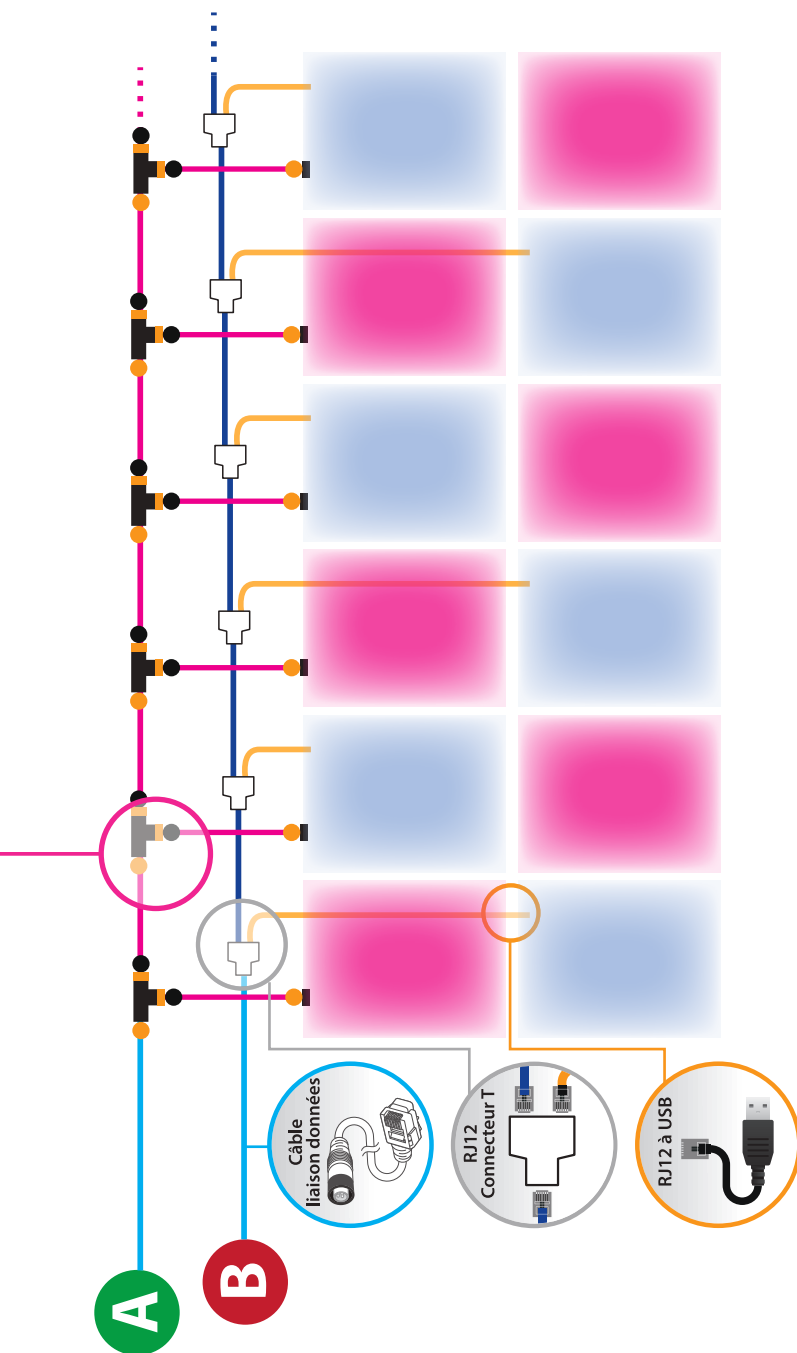 A
B
Câble
liaison données
RJ12
Connecteur T
RJ12 à USB